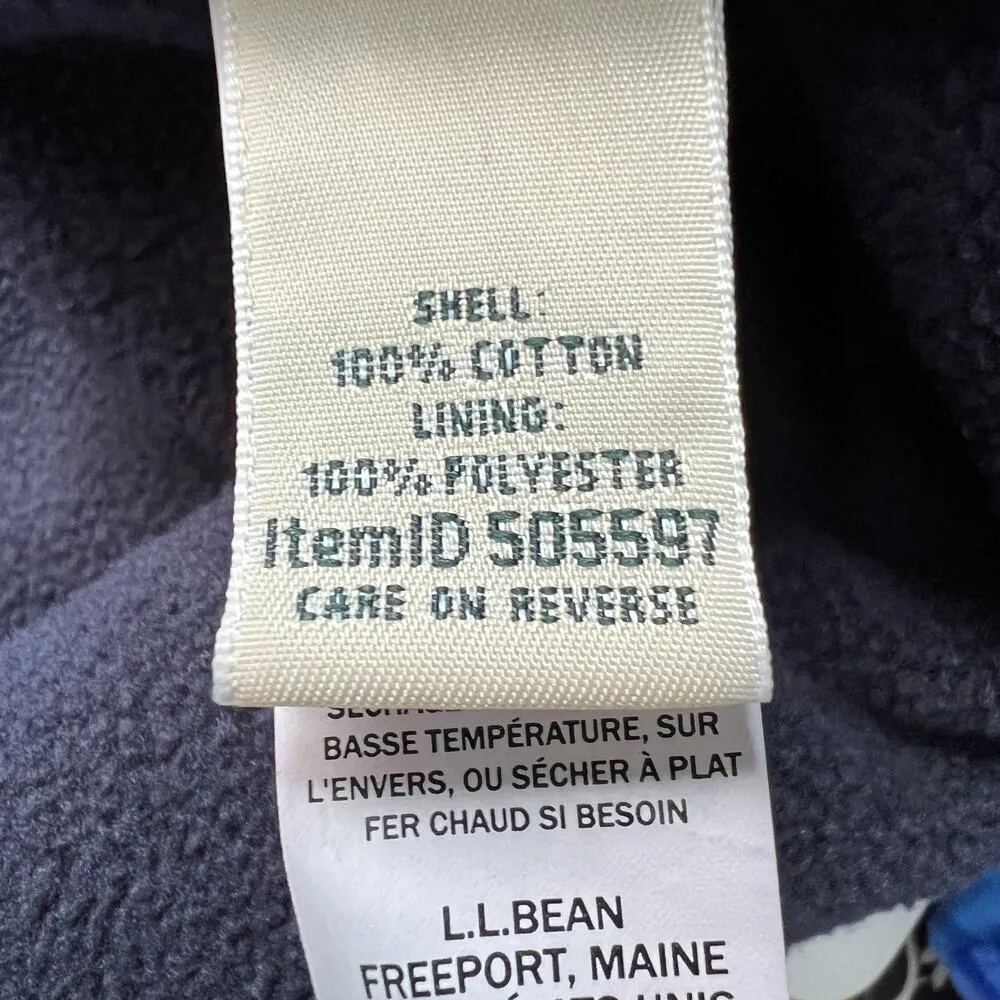 SHELL:
100% COTTON
LINING:
100% POLYESTER
ItemID 505597
CARE ON REVERSE
BASSE TEMPÉRATURE, SUR
L'ENVERS, OU SÉCHER À PLAT
FER CHAUD SI BESOIN
L.L.BEAN
FREEPORT, MAINE